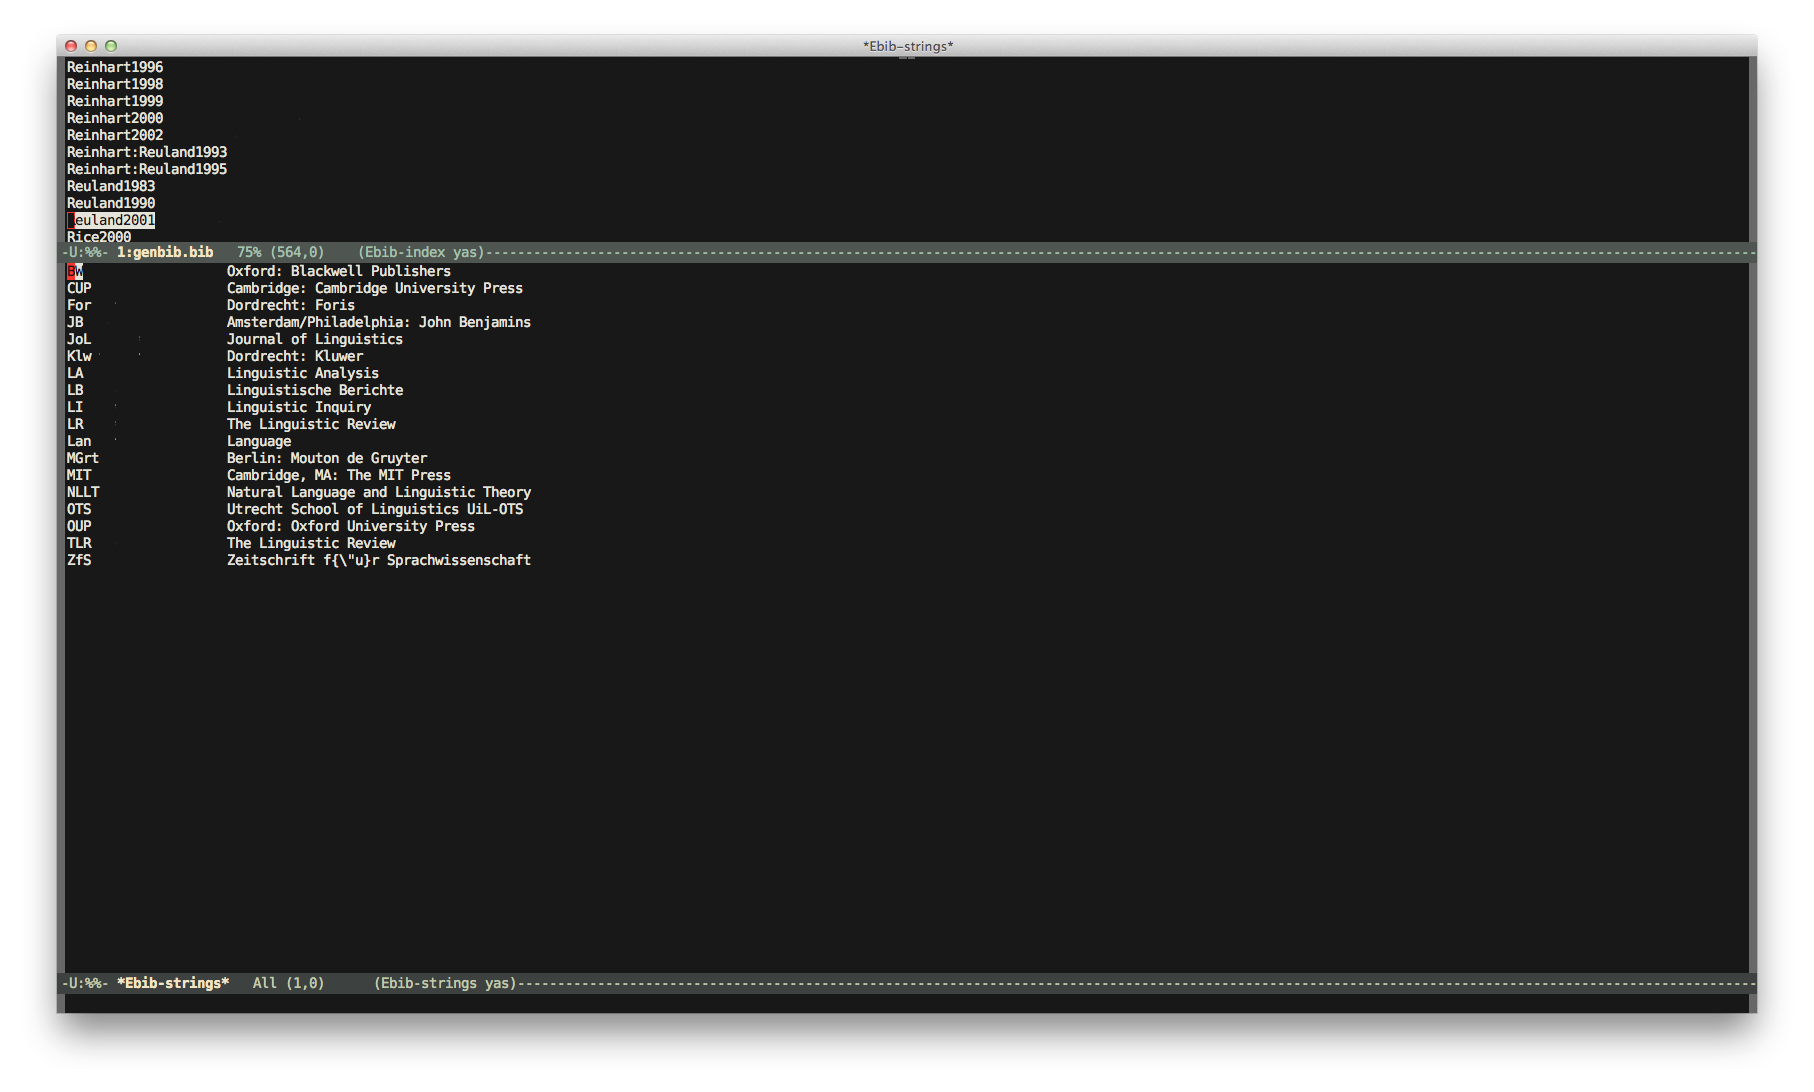 *Ebib-strings*
Reinhart1996
Reinhart1998
Reinhart1999
Reinhart2000
Reinhart2002
Reinhart:Reuland1993
Reinhart:Reuland1995
Reuland1983
Reuland1990
Reuland2001
Rice2000
-U:%%- 1:genbib.bib 75% (564,0) (Ebib-index yas)--------------------------------------------------------------------------------
Bw Oxford: Blackwell Publishers
CUP Cambridge: Cambridge University Press
For Dordrecht: Foris
JB Amsterdam/Philadelphia: John Benjamins
JoL Journal of Linguistics
Klw Dordrecht: Kluwer
LA Linguistic Analysis
LB Linguistische Berichte
LI Linguistic Inquiry
LR The Linguistic Review
Lan Language
MGrt Berlin: Mouton de Gruyter
MIT Cambridge, MA: The MIT Press
NLLT Natural Language and Linguistic Theory
OTS Utrecht School of Linguistics UiL-OTS
OUP Oxford: Oxford University Press
TLR The Linguistic Review
ZfS Zeitschrift f{\"u}r Sprachwissenschaft
-U:%%- *Ebib-strings* All (1,0) (Ebib-strings yas)--------------------------------------------------------------------------------